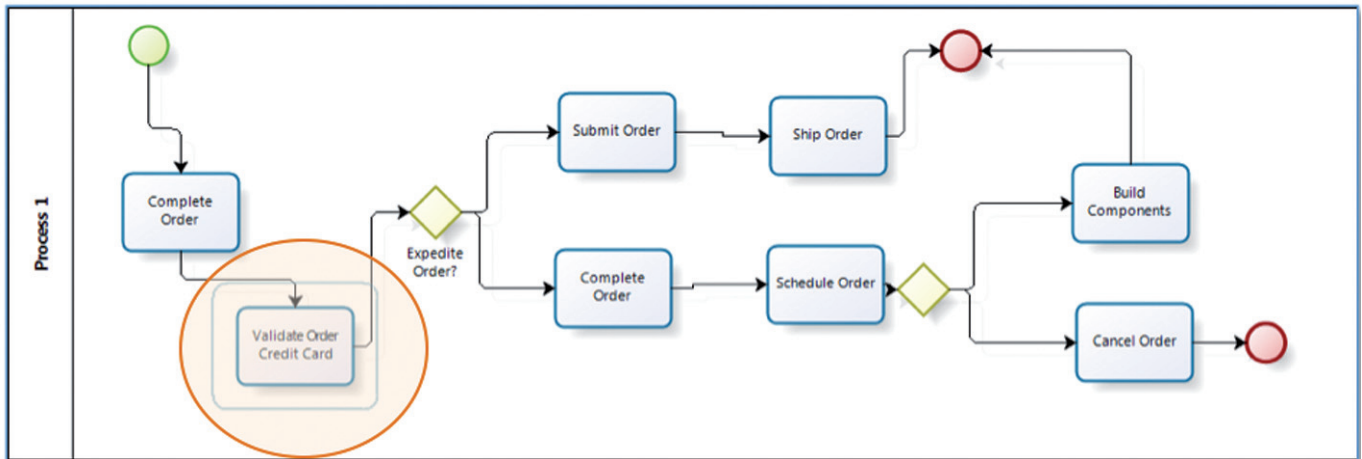 Process 1
Complete
Order
Validate Order
Credit Card
Expedite
Order?
Submit Order
Ship Order
Complete
Order
Schedule Order
Build
Components
Cancel Order